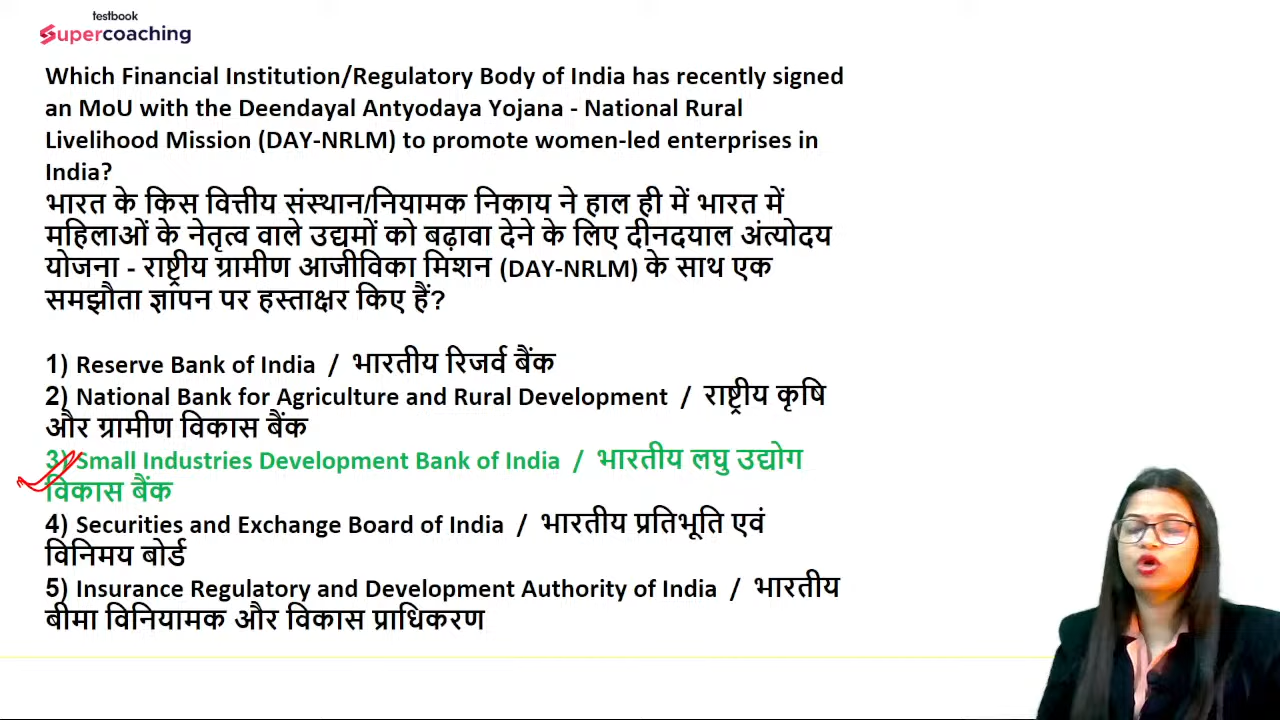 testbook
Supercoaching
Which Financial Institution/Regulatory Body of India has recently signed
an MoU with the Deendayal Antyodaya Yojana - National Rural
Livelihood Mission (DAY-NRLM) to promote women-led enterprises in
India?
भारत के किस वित्तीय संस्थान/नियामक निकाय ने हाल ही में भारत में
महिलाओं के नेतृत्व वाले उद्यमों को बढ़ावा देने के लिए दीनदयाल अंत्योदय
योजना - राष्ट्रीय ग्रामीण आजीविका मिशन (DAY-NRLM) के साथ एक
समझौता ज्ञापन पर हस्ताक्षर किए हैं?
1) Reserve Bank of India / भारतीय रिजर्व बैंक
2) National Bank for Agriculture and Rural Development / राष्ट्रीय कृषि
और ग्रामीण विकास बैंक
3) Small Industries Development Bank of India / भारतीय लघु उद्योग
विकास बैंक
4) Securities and Exchange Board of India / भारतीय प्रतिभूति एवं
विनिमय बोर्ड
5) Insurance Regulatory and Development Authority of India / भारतीय
बीमा विनियामक और विकास प्राधिकरण